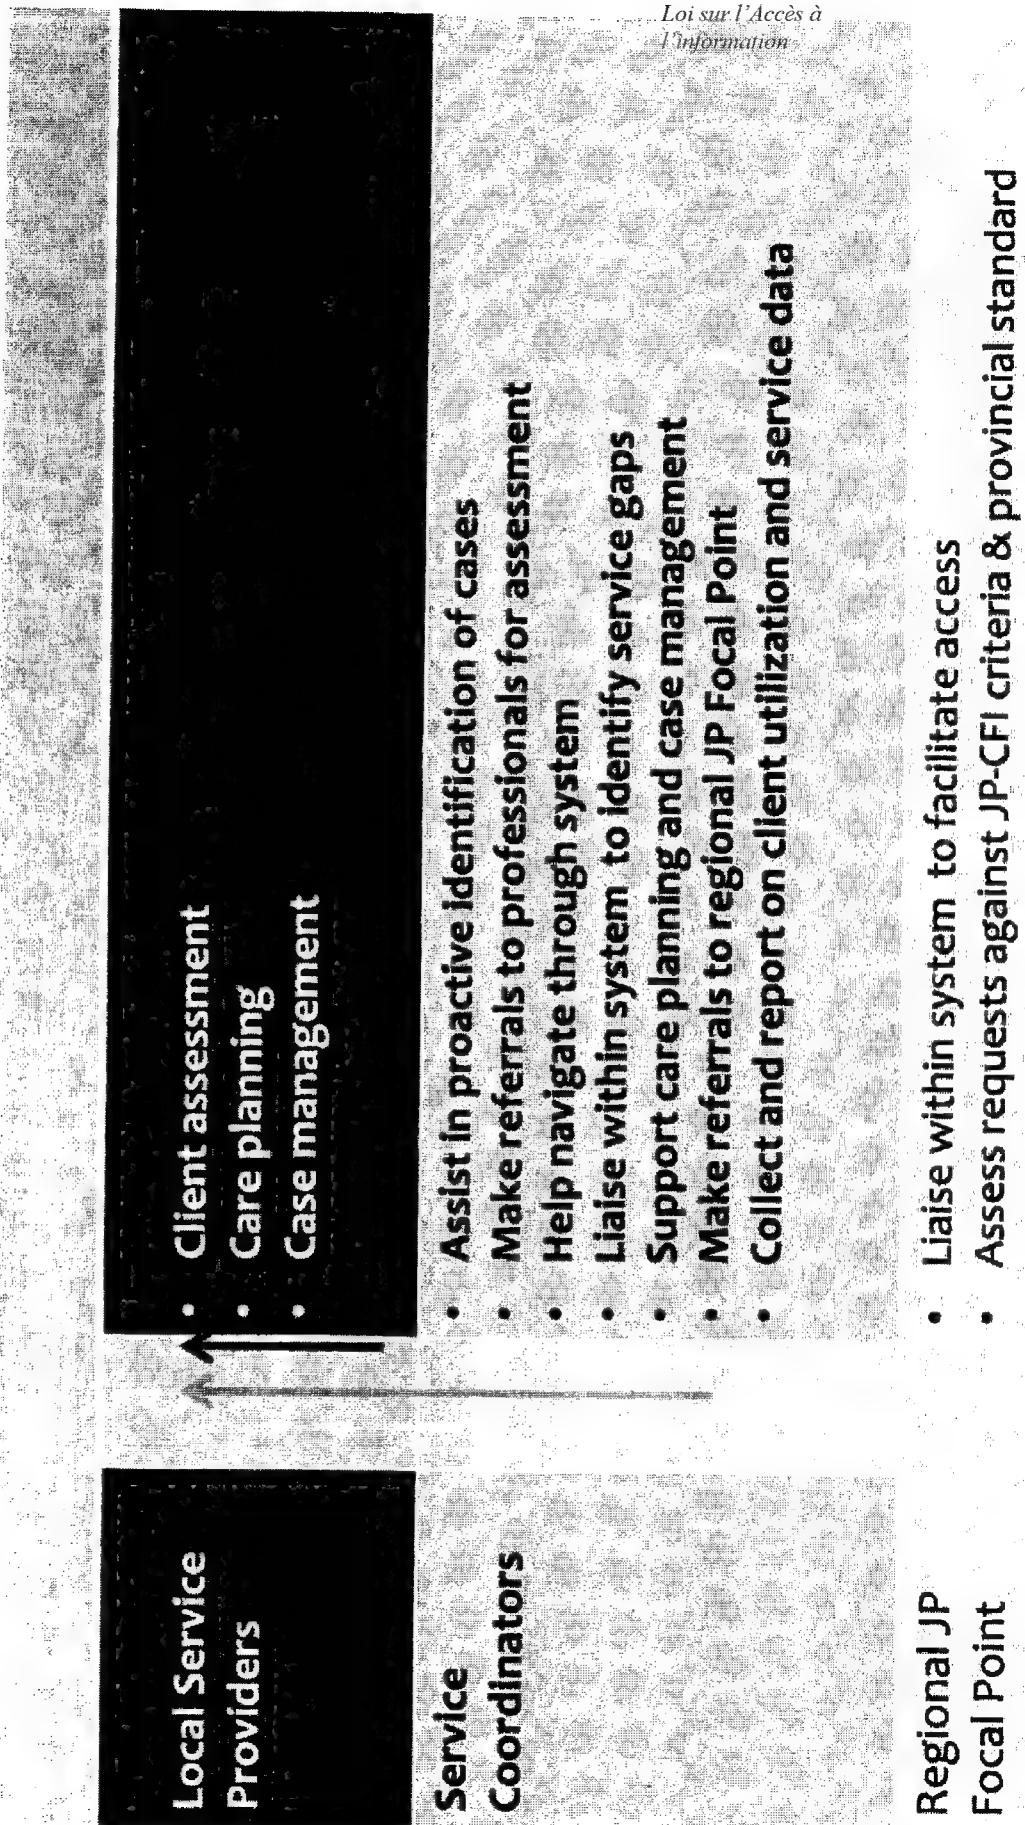 Loi sur l'Accès à
l'information
Local Service
Providers
• Client assessment
• Care planning
• Case management
Service
Coordinators
• Assist in proactive identification of cases
• Make referrals to professionals for assessment
• Help navigate through system
• Liaise within system to identify service gaps
• Support care planning and case management
• Make referrals to regional JP Focal Point
• Collect and report on client utilization and service data
Regional JP
Focal Point
• Liaise within system to facilitate access
• Assess requests against JP-CFI criteria & provincial standard